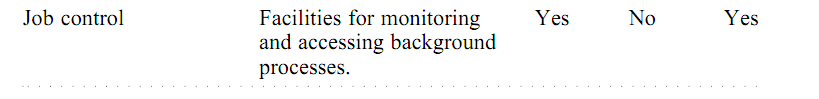 Job control Facilities for monitoring Yes No Yes
and accessing background
processes.